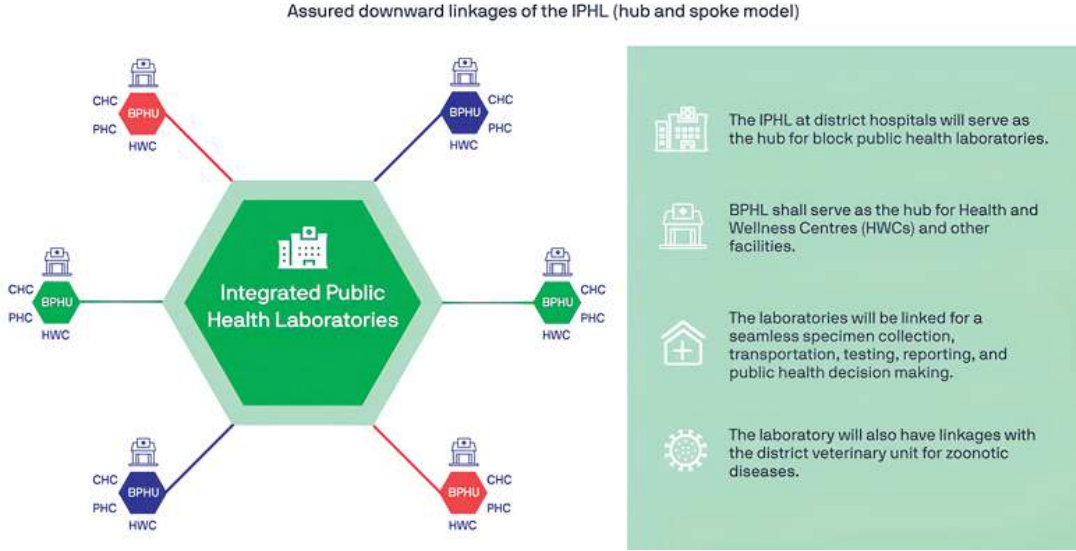 Assured downward linkages of the IPHL (hub and spoke model)
CHC
BPHU
PHC
HWC
BPHU
CHC
PHC
HWC
CHC
BPHU
PHC
HWC
Integrated Public
Health Laboratories
BPHU
CHC
PHC
HWC
CHC
BPHU
PHC
HWC
BPHU
CHC
PHC
HWC
The IPHL at district hospitals will serve as
the hub for block public health laboratories.
BPHL shall serve as the hub for Health and
Wellness Centres (HWCs) and other
facilities.
The laboratories will be linked for a
seamless specimen collection,
transportation, testing, reporting, and
public health decision making.
The laboratory will also have linkages with
the district veterinary unit for zoonotic
diseases.